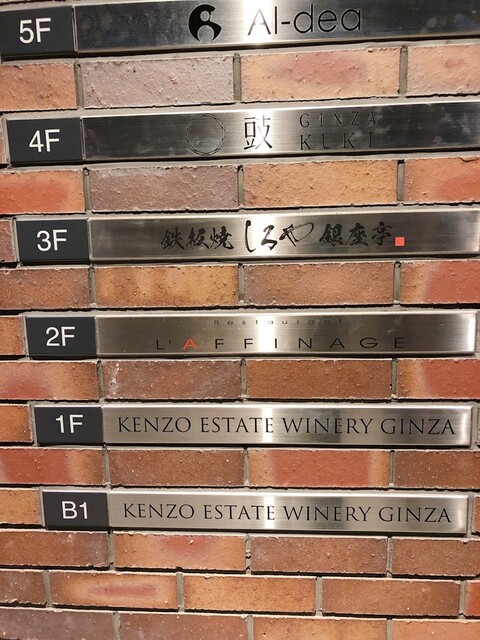 5F Al-dea
4F 豉 GINZA
KUKI
3F 鉄板焼 しろや 銀座亭
2F Restaurant
L'AFFINAGE
1F KENZO ESTATE WINERY GINZA
B1 KENZO ESTATE WINERY GINZA